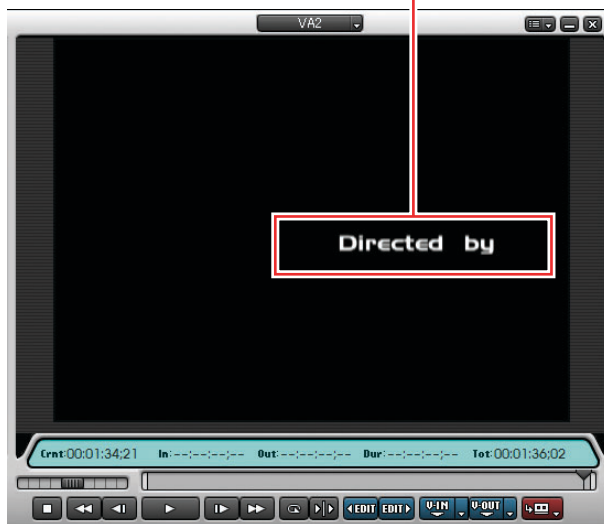 VA2
Directed by
Crnt:00:01:34;21 In:--:--:--;-- Out:--:--:--;-- Dur:--:--:--;-- Tot:00:01:36;02
EDIT EDIT V-IN V-OUT